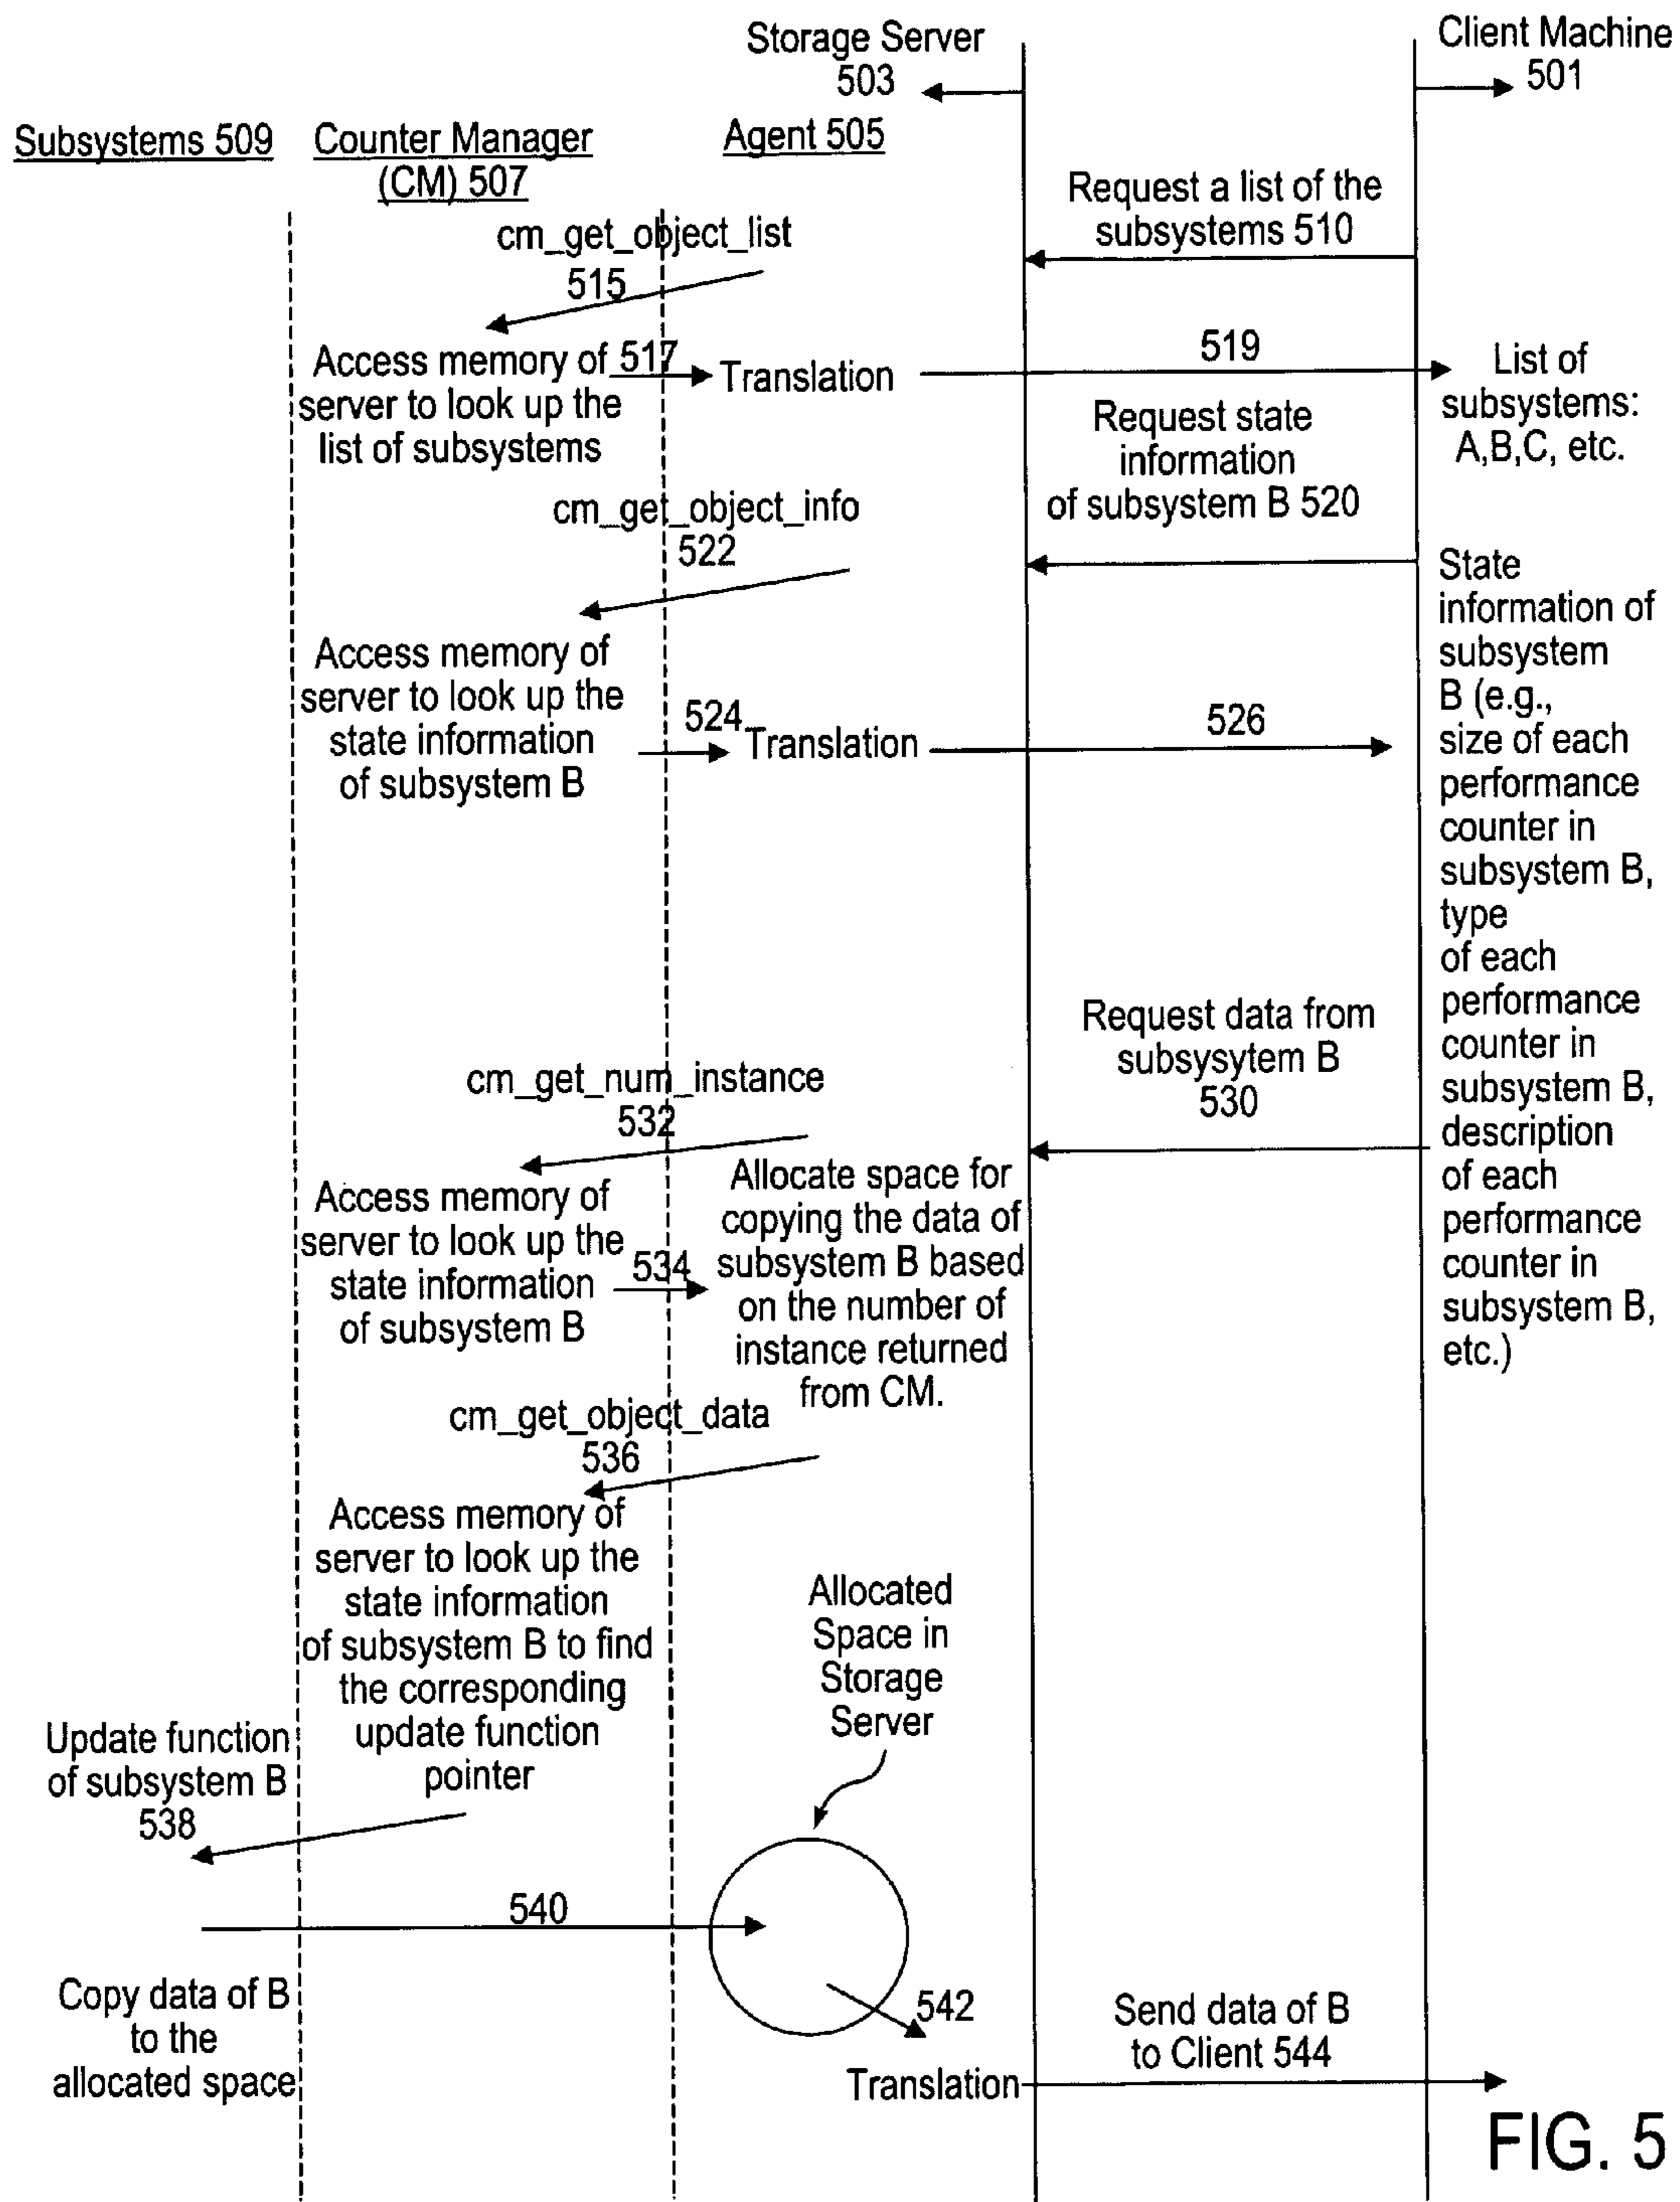 Storage Server
503
Client Machine
501
Subsystems 509
Counter Manager
(CM) 507
Agent 505
Request a list of the
subsystems 510
cm_get_object_list
515
Access memory of
server to look up the
list of subsystems
517
Translation
519
List of
subsystems:
A,B,C, etc.
Request state
information
of subsystem B 520
cm_get_object_info
522
Access memory of
server to look up the
state information
of subsystem B
524
Translation
526
State
information of
subsystem
B (e.g.,
size of each
performance
counter in
subsystem B,
type
of each
performance
counter in
subsystem B,
description
of each
performance
counter in
subsystem B,
etc.)
Request data from
subsysytem B
530
cm_get_num_instance
532
Access memory of
server to look up the
state information
of subsystem B
534
Allocate space for
copying the data of
subsystem B based
on the number of
instance returned
from CM.
cm_get_object_data
536
Access memory of
server to look up the
state information
of subsystem B to find
the corresponding
update function
pointer
Allocated
Space in
Storage
Server
Update function
of subsystem B
538
540
Copy data of B
to the
allocated space
542
Translation
Send data of B
to Client 544
FIG. 5